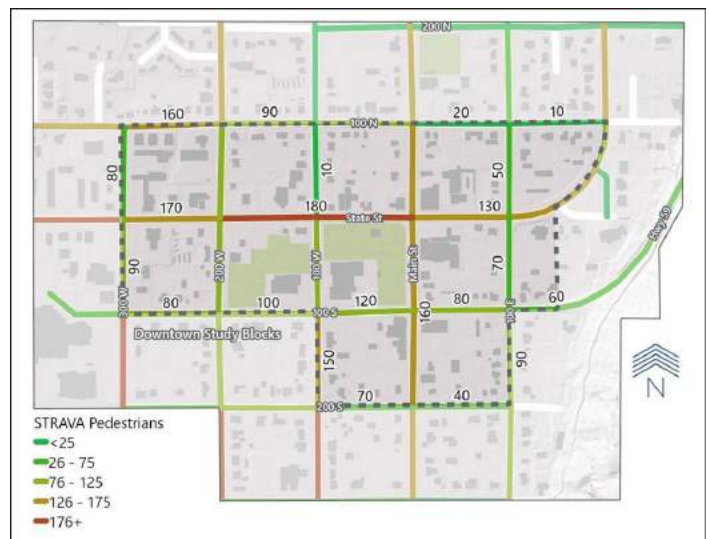 200 N
160
90
100 N
20
10
80
10
50
170
180
State St
130
90
200 W
100 W
Main St
70
Hwy 50
300 W
80
100
100 S
120
160
80
100 E
60
Downtown Study Blocks
150
90
70
40
200 S
N
STRAVA Pedestrians
<25
26 - 75
76 - 125
126 - 175
176+